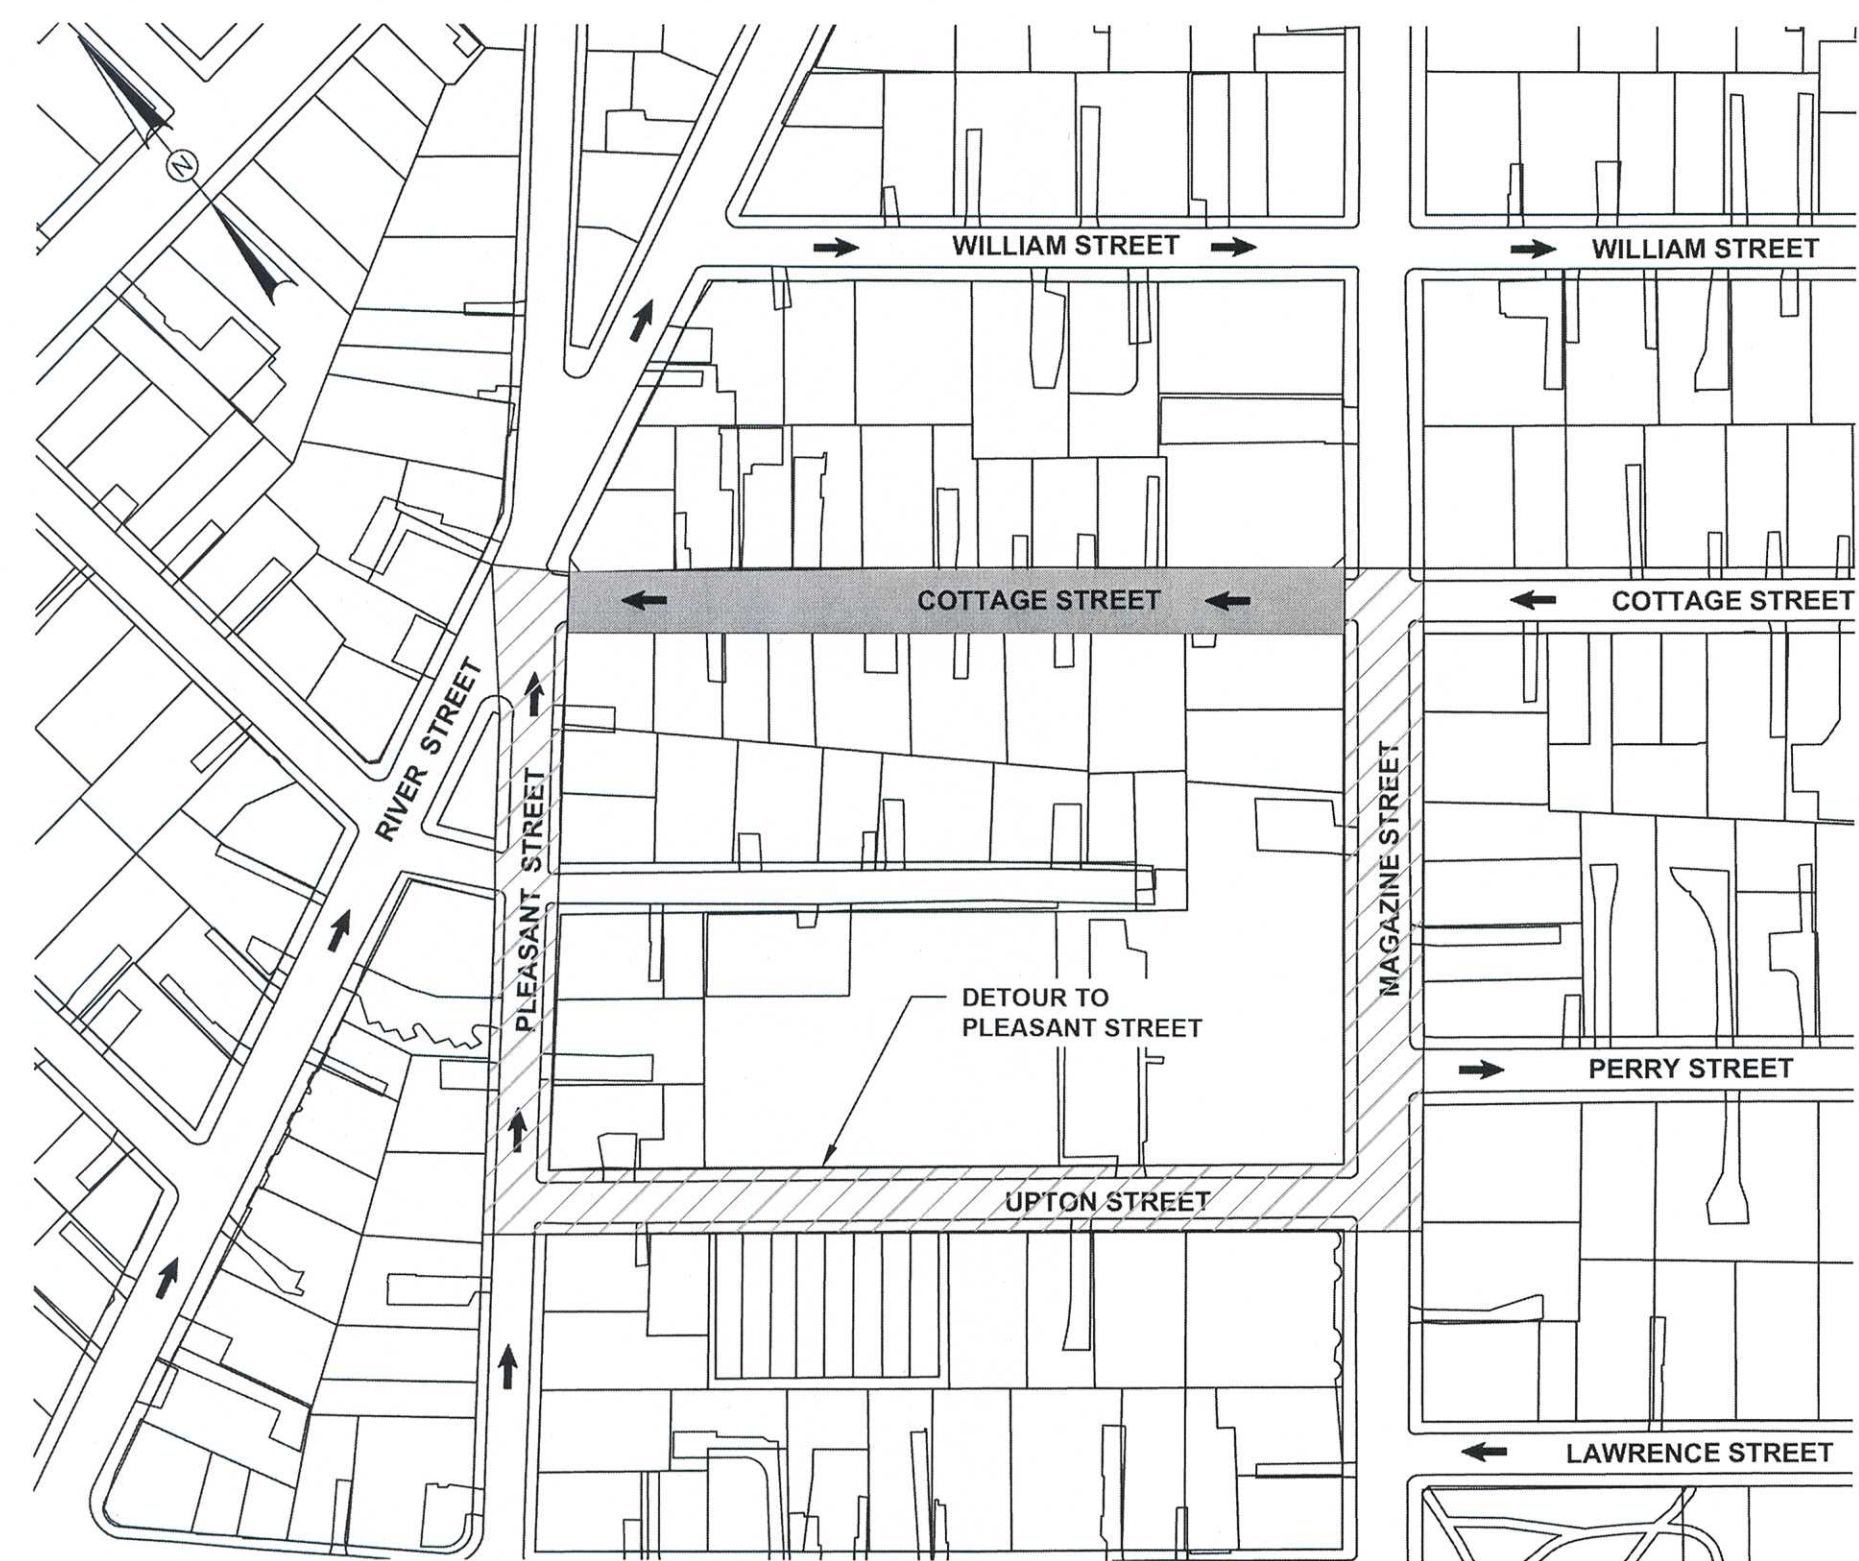 N
WILLIAM STREET
WILLIAM STREET
COTTAGE STREET
COTTAGE STREET
RIVER STREET
PLEASANT STREET
MAGAZINE STREET
DETOUR TO
PLEASANT STREET
PERRY STREET
UPTON STREET
LAWRENCE STREET